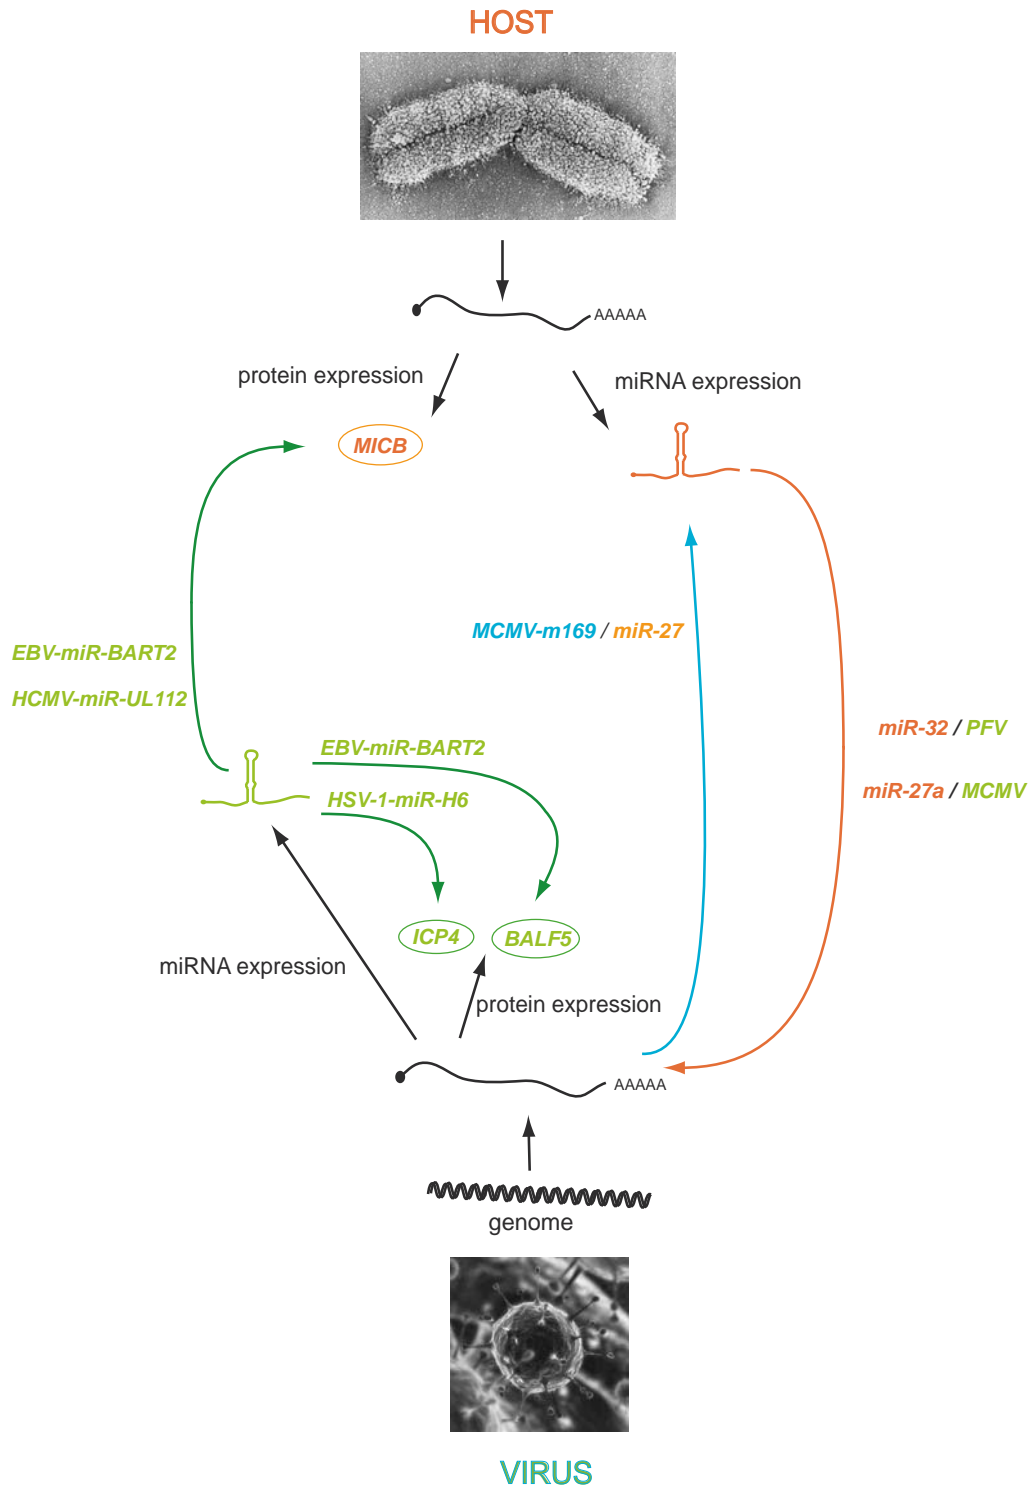 HOST
AAAAA
protein expression
miRNA expression
MICB
MCMV-m169 / miR-27
EBV-miR-BART2
HCMV-miR-UL112
miR-32 / PFV
EBV-miR-BART2
miR-27a / MCMV
HSV-1-miR-H6
ICP4
BALF5
miRNA expression
protein expression
AAAAA
genome
VIRUS